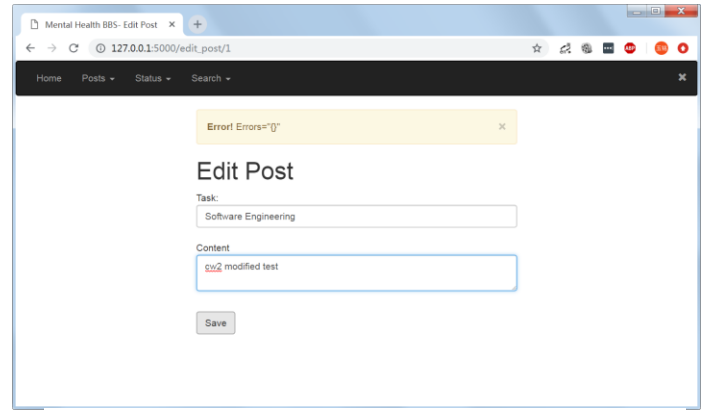 Mental Health BBS- Edit Post
127.0.0.1:5000/edit_post/1
ABP
Home Posts Status Search
Error! Errors="{}"
Edit Post
Task:
Software Engineering
Content
cw2 modified test
Save